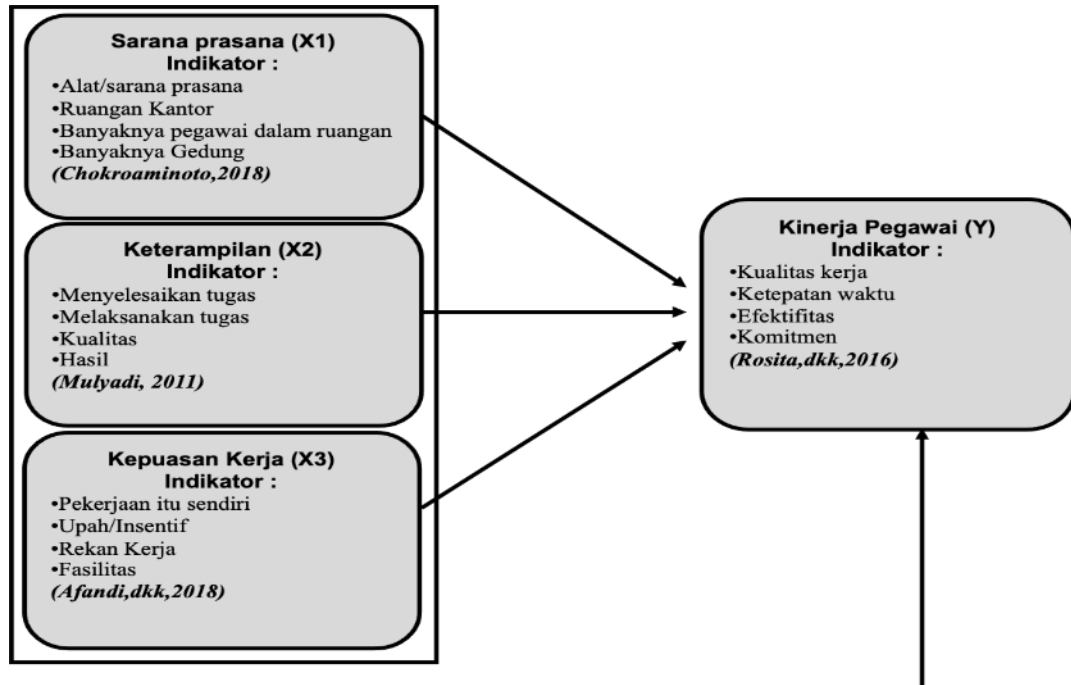 Sarana prasana (X1)
Indikator :
•Alat/sarana prasana
•Ruangan Kantor
•Banyaknya pegawai dalam ruangan
•Banyaknya Gedung
(Chokroaminoto,2018)
Keterampilan (X2)
Indikator :
•Menyelesaikan tugas
•Melaksanakan tugas
•Kualitas
•Hasil
(Mulyadi, 2011)
Kepuasan Kerja (X3)
Indikator :
•Pekerjaan itu sendiri
•Upah/Insentif
•Rekan Kerja
•Fasilitas
(Afandi,dkk,2018)
Kinerja Pegawai (Y)
Indikator :
•Kualitas kerja
•Ketepatan waktu
•Efektifitas
•Komitmen
(Rosita,dkk,2016)